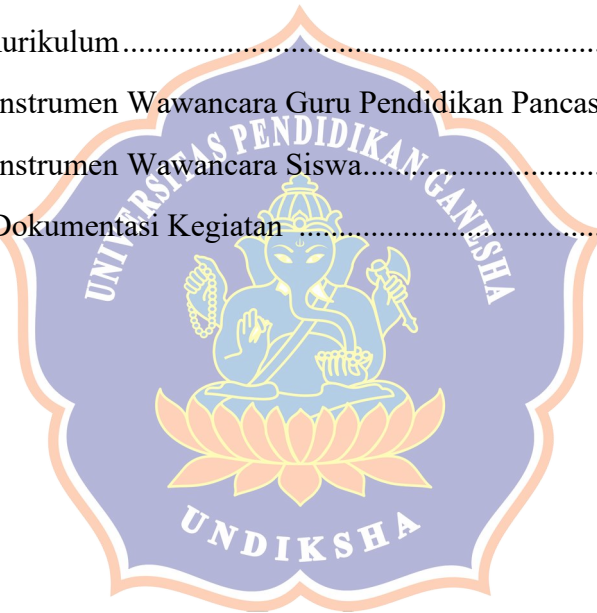 urikulum................................................................
nstrumen Wawancara Guru Pendidikan Pancas
nstrumen Wawancara Siswa...............................
Dokumentasi Kegiatan .......................................
UNIVERSITAS PENDIDIKAN GANESHA
UNDIKSHA